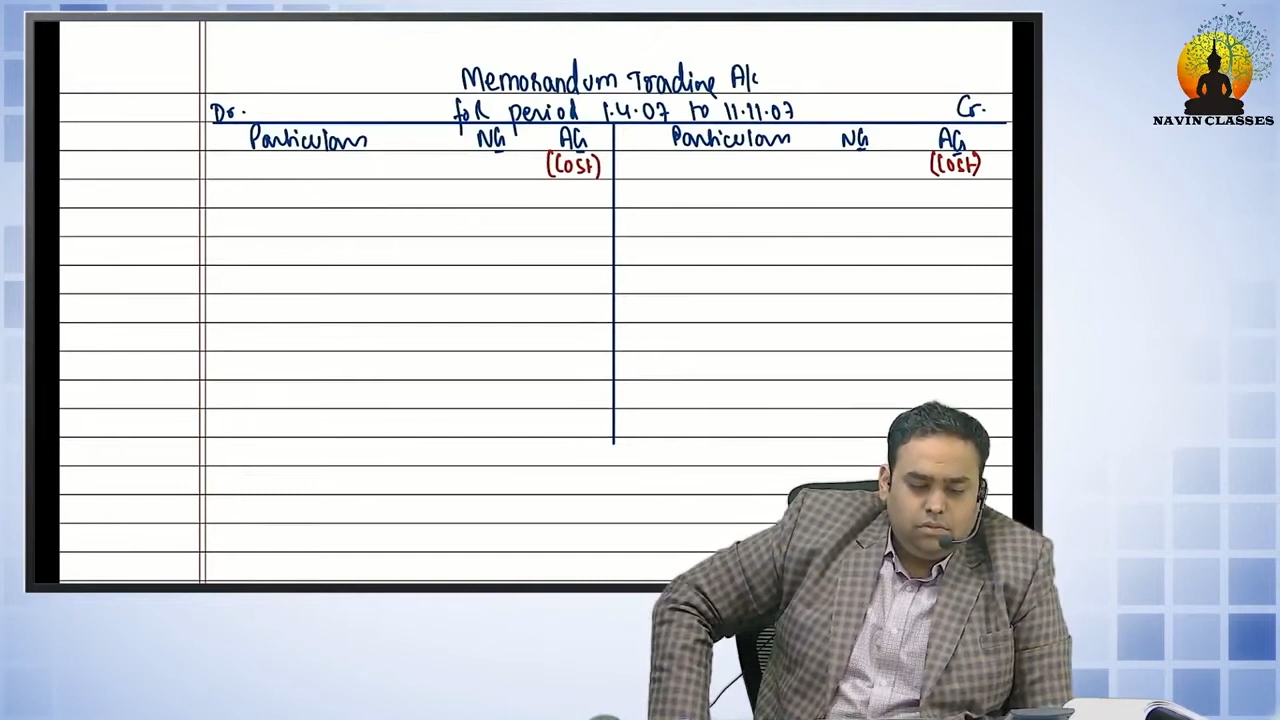 Memorandum Trading A/c
Dr. for period 1.4.07 to 11.11.07 Cr.
Particulars NG AG Particulars NG AG
(Cost) (Cost)
NAVIN CLASSES